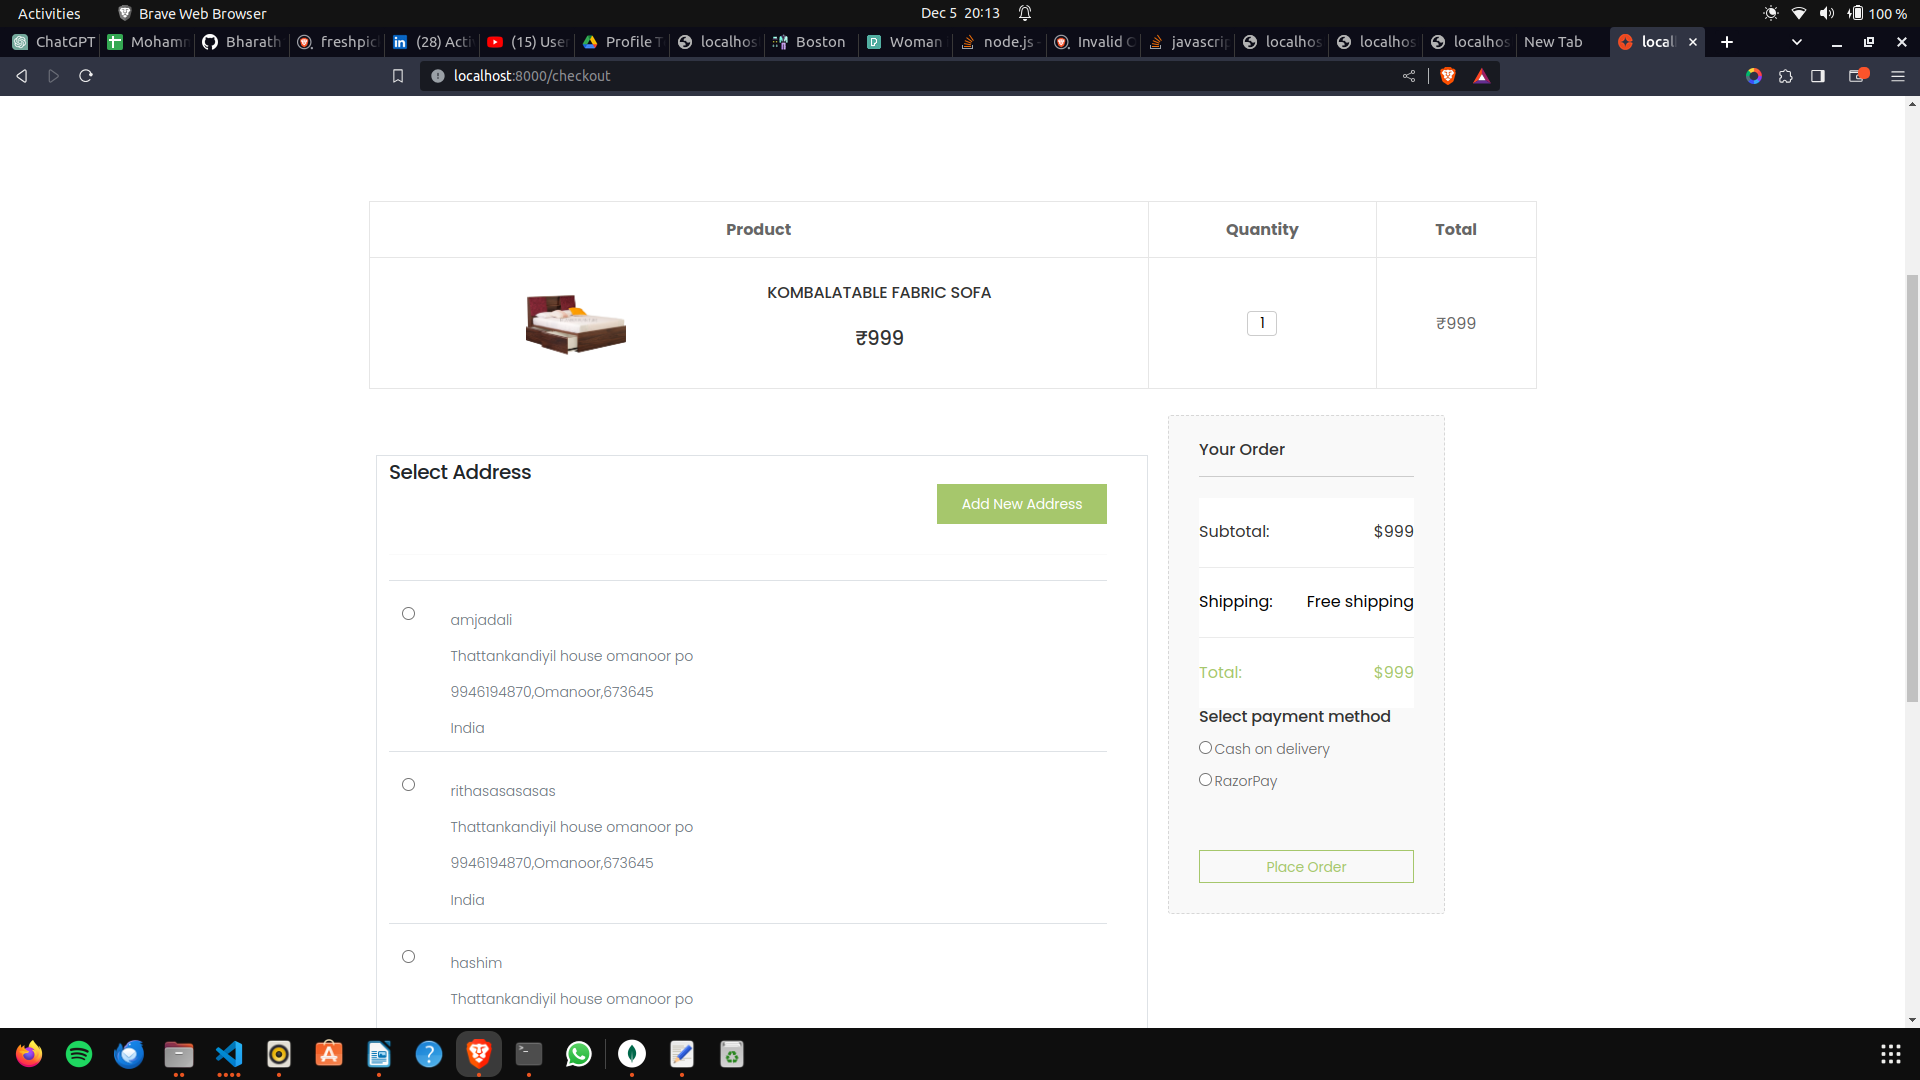 Activities
Brave Web Browser
Dec 5 20:13
100 %
ChatGPT
Moham
Bharath
freshpic
(28) Acti
(15) User
Profile T
localhos
Boston
Woman
node.js -
Invalid O
javascrip
localhos
localhos
localhos
New Tab
local
localhost:8000/checkout
Product
Quantity
Total
KOMBALATABLE FABRIC SOFA
₹999
1
₹999
Select Address
Add New Address
amjadali
Thattankandiyil house omanoor po
9946194870,Omanoor,673645
India
rithasasasasas
Thattankandiyil house omanoor po
9946194870,Omanoor,673645
India
hashim
Thattankandiyil house omanoor po
Your Order
Subtotal: $999
Shipping: Free shipping
Total: $999
Select payment method
Cash on delivery
RazorPay
Place Order